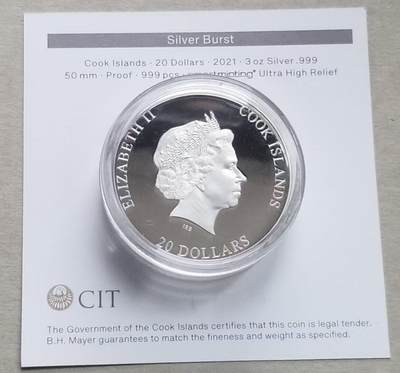 Silver Burst
Cook Islands · 20 Dollars · 2021 · 3 oz Silver .999
50 mm · Proof · 999 pcs · smartminting® Ultra High Relief
ELIZABETH II
COOK ISLANDS
20 DOLLARS
CIT
The Government of the Cook Islands certifies that this coin is legal tender.
B.H. Mayer guarantees to match the fineness and weight as specified.